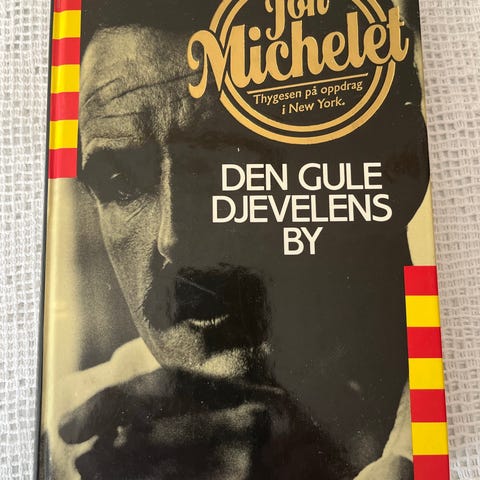 Jon
Michelet
Thygesen på oppdrag
i New York.
DEN GULE
DJEVELENS
BY